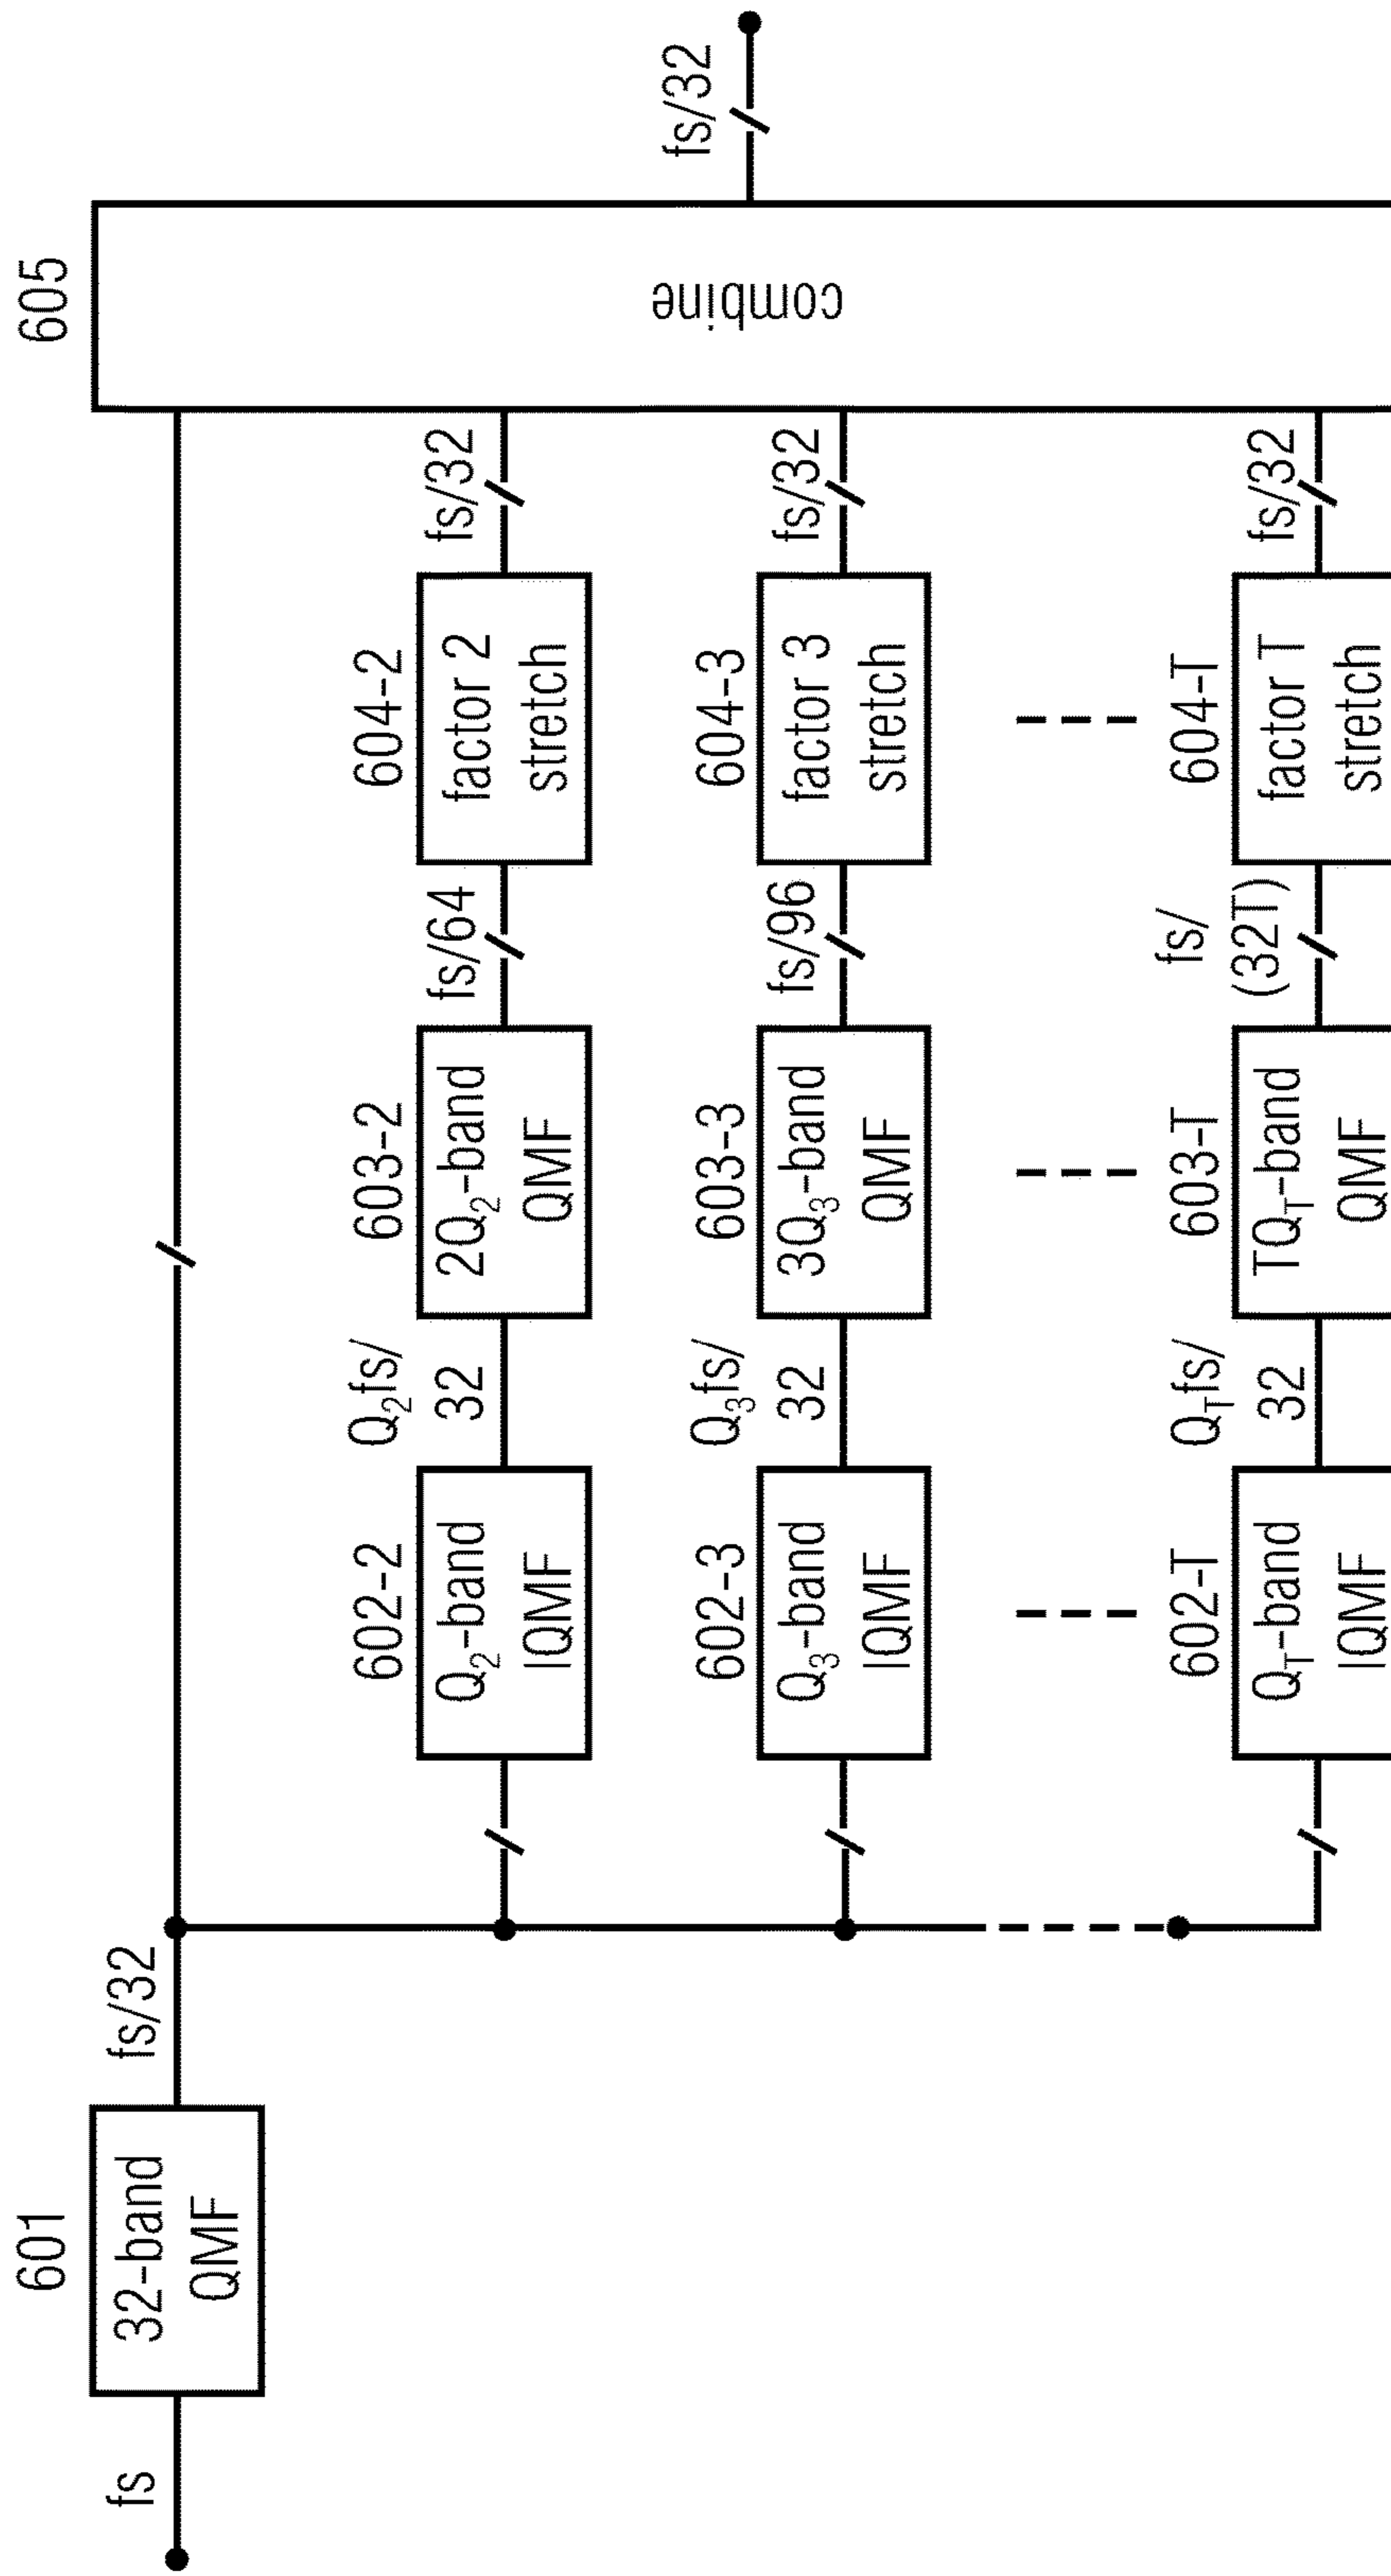 601
fs
32-band
QMF
fs/32
602-2
Q₂-band
IQMF
Q₂fs/
32
603-2
2Q₂-band
QMF
fs/64
604-2
factor 2
stretch
fs/32
602-3
Q₃-band
IQMF
Q₃fs/
32
603-3
3Q₃-band
QMF
fs/96
604-3
factor 3
stretch
fs/32
602-T
Q_T-band
IQMF
Q_Tfs/
32
603-T
TQ_T-band
QMF
fs/
(32T)
604-T
factor T
stretch
fs/32
605
combine
fs/32